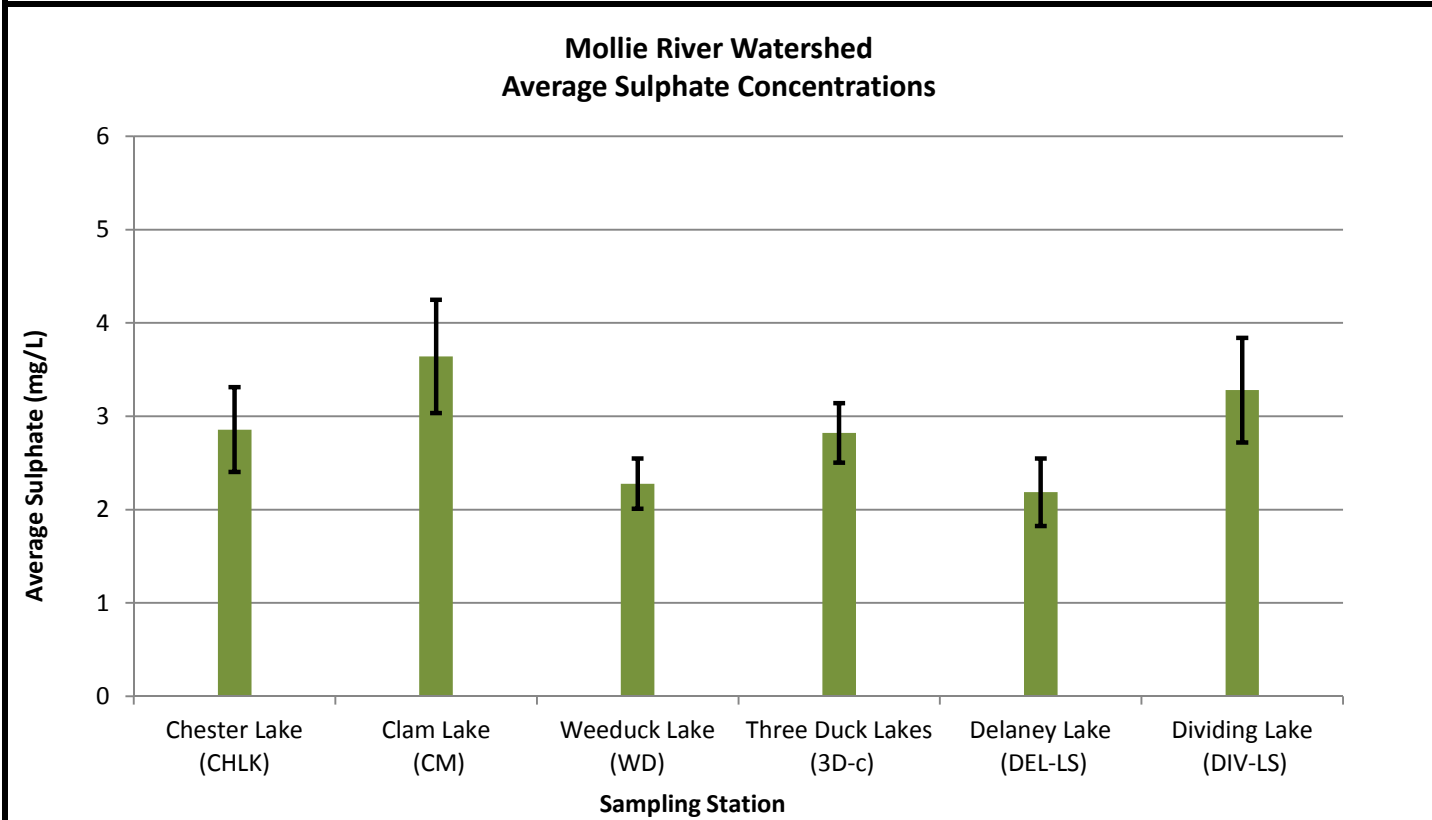 Mollie River Watershed
Average Sulphate Concentrations
6
5
4
3
2
1
0
Average Sulphate (mg/L)
Chester Lake
(CHLK)
Clam Lake
(CM)
Weeduck Lake
(WD)
Three Duck Lakes
(3D-c)
Delaney Lake
(DEL-LS)
Dividing Lake
(DIV-LS)
Sampling Station